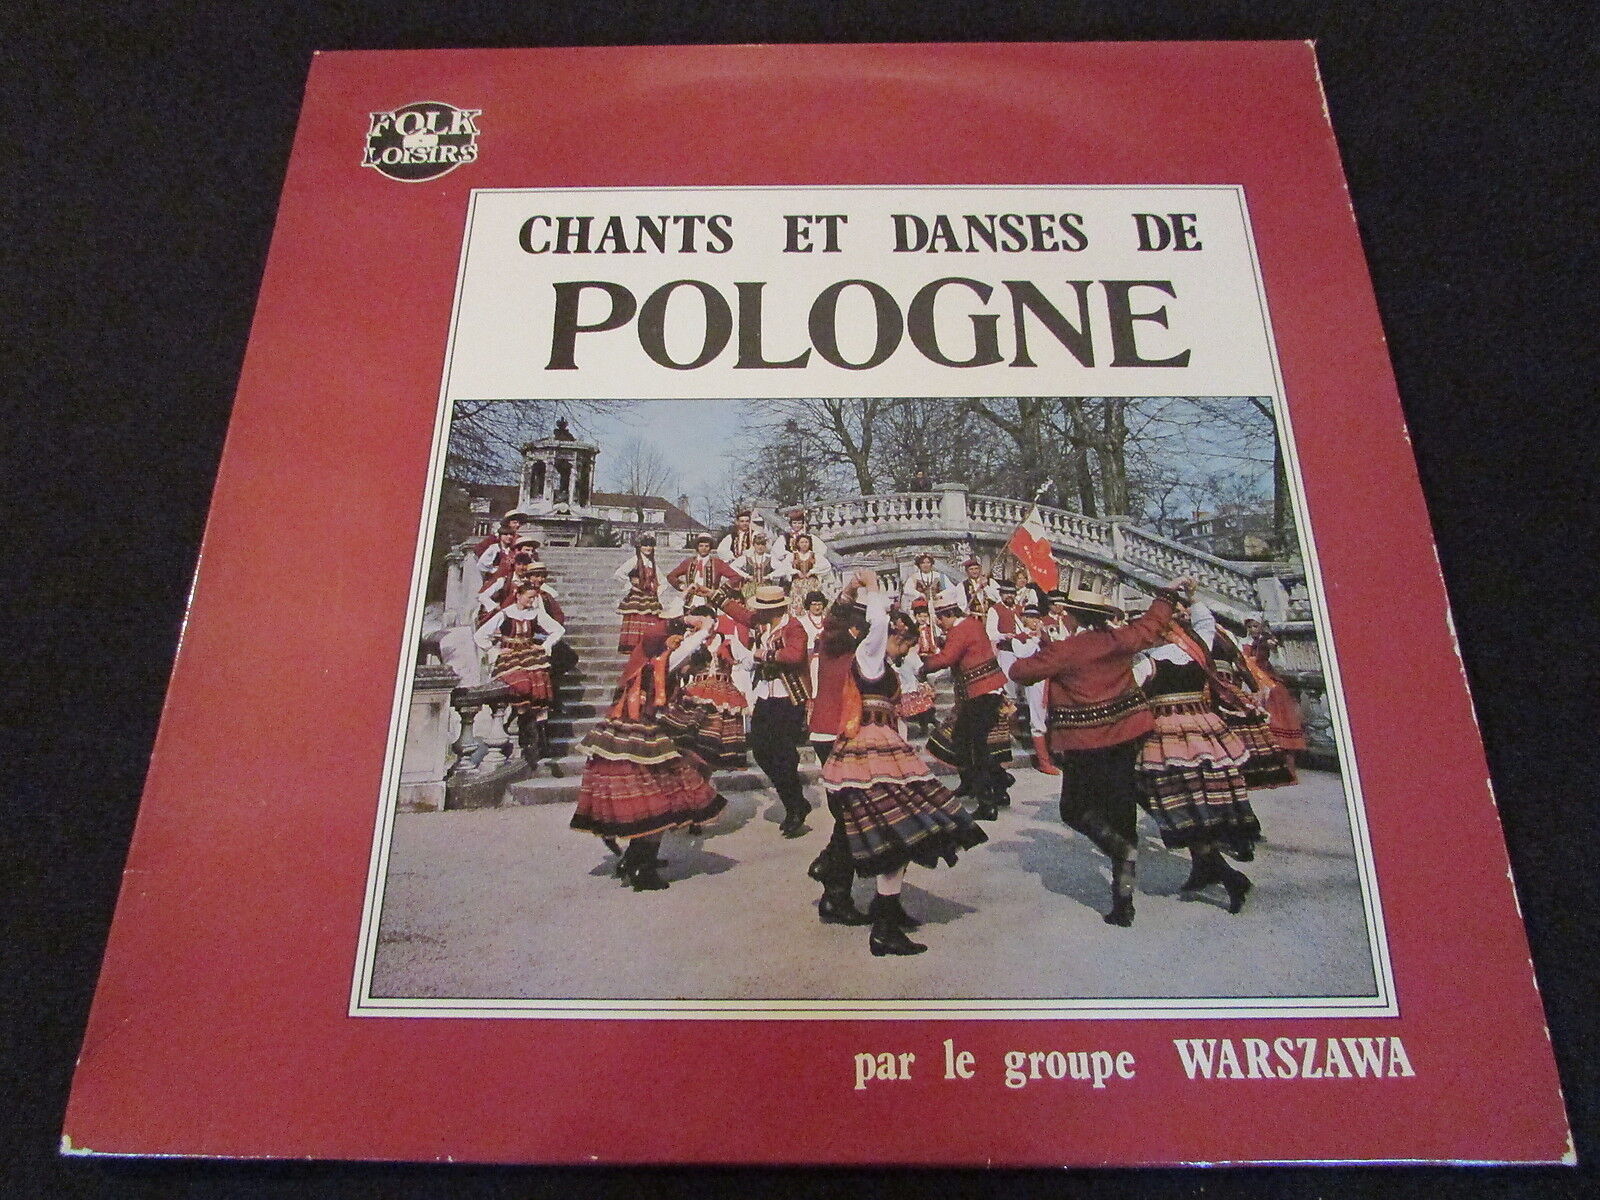 FOLK
LOISIRS
CHANTS ET DANSES DE
POLOGNE
par le groupe WARSZAWA